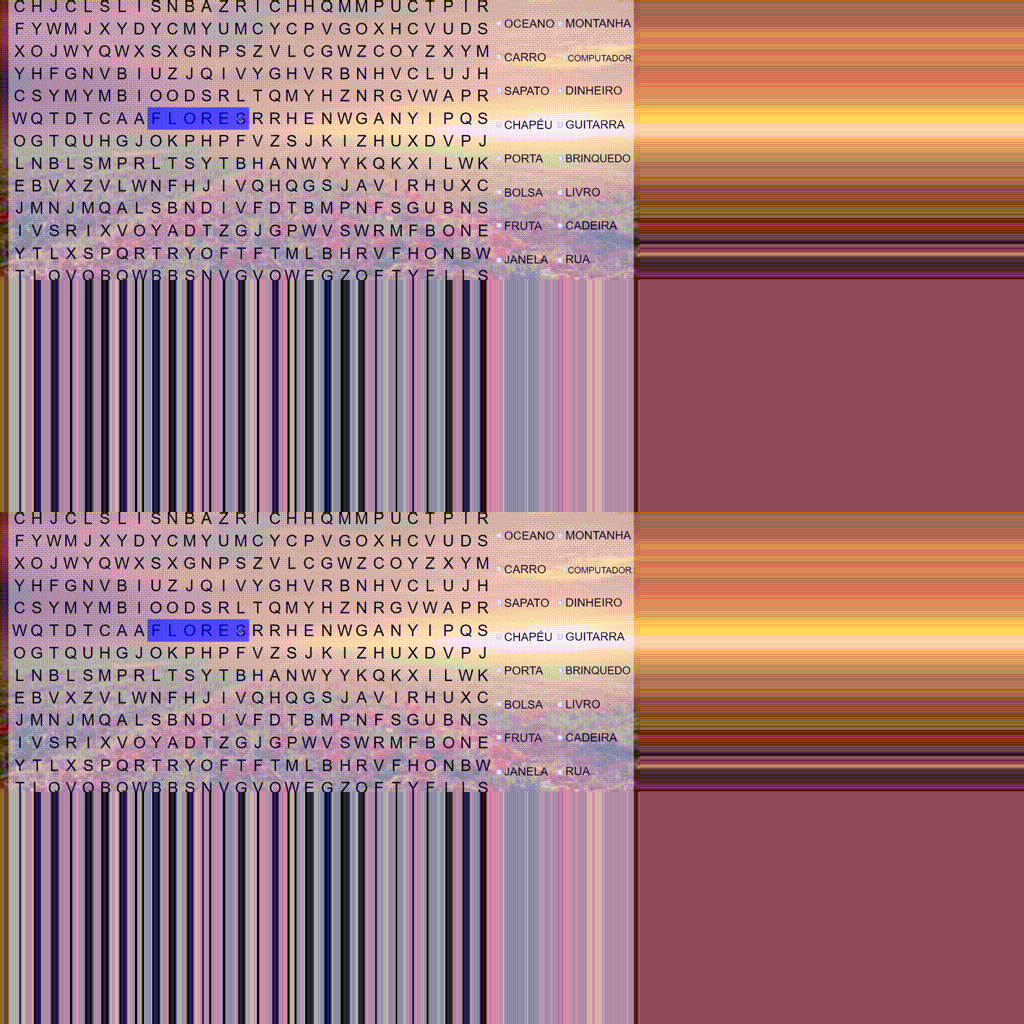 C H J C L S L I S N B A Z R I C H H Q M M P U C T P I R
F Y W M J X Y D Y C M Y U M C Y C P V G O X H C V U D S
OCEANO MONTANHA
X O J W Y Q W X S X G N P S Z V L C G W Z C O Y Z X Y M
CARRO COMPUTADOR
Y H F G N V B I U Z J Q I V Y G H V R B N H V C L U J H
C S Y M Y M B I O O D S R L T Q M Y H Z N R G V W A P R
SAPATO DINHEIRO
W Q T D T C A A F L O R E S R R H E N W G A N Y I P Q S
CHAPÉU GUITARRA
O G T Q U H G J O K P H P F V Z S J K I Z H U X D V P J
L N B L S M P R L T S Y T B H A N W Y Y K Q K X I L W K
PORTA BRINQUEDO
E B V X Z V L W N F H J I V Q H Q G S J A V I R H U X C
BOLSA LIVRO
J M N J M Q A L S B N D I V F D T B M P N F S G U B N S
I V S R I X V O Y A D T Z G J G P W V S W R M F B O N E
FRUTA CADEIRA
Y T L X S P Q R T R Y O F T F T M L B H R V F H O N B W
JANELA RUA
T L Q V Q B Q W B B S N V G V O W E G Z O F T Y F L L S
C H J C L S L I S N B A Z R I C H H Q M M P U C T P I R
F Y W M J X Y D Y C M Y U M C Y C P V G O X H C V U D S
OCEANO MONTANHA
X O J W Y Q W X S X G N P S Z V L C G W Z C O Y Z X Y M
CARRO COMPUTADOR
Y H F G N V B I U Z J Q I V Y G H V R B N H V C L U J H
C S Y M Y M B I O O D S R L T Q M Y H Z N R G V W A P R
SAPATO DINHEIRO
W Q T D T C A A F L O R E S R R H E N W G A N Y I P Q S
CHAPÉU GUITARRA
O G T Q U H G J O K P H P F V Z S J K I Z H U X D V P J
L N B L S M P R L T S Y T B H A N W Y Y K Q K X I L W K
PORTA BRINQUEDO
E B V X Z V L W N F H J I V Q H Q G S J A V I R H U X C
BOLSA LIVRO
J M N J M Q A L S B N D I V F D T B M P N F S G U B N S
I V S R I X V O Y A D T Z G J G P W V S W R M F B O N E
FRUTA CADEIRA
Y T L X S P Q R T R Y O F T F T M L B H R V F H O N B W
JANELA RUA
T L Q V Q B Q W B B S N V G V O W E G Z O F T Y F L L S